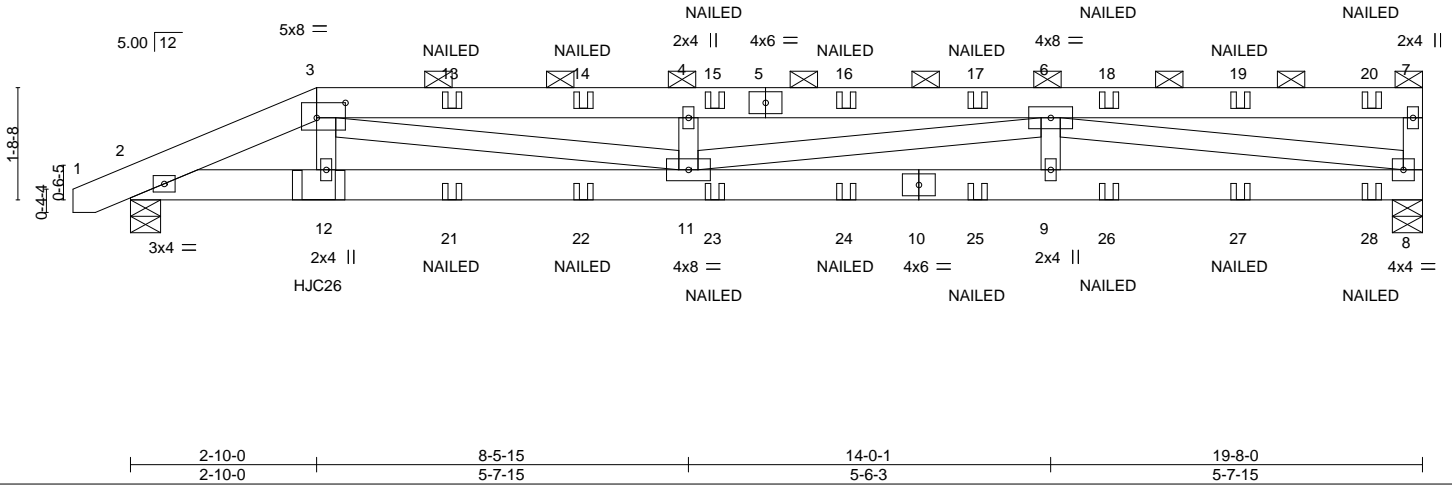 NAILED NAILED NAILED
5x8 = 2x4 || 4x6 = 4x8 = 2x4 ||
5.00 12
NAILED NAILED NAILED NAILED NAILED
3 13 14 4 15 5 16 17 6 18 19 20 7
1-8-8
2
1
0-6-5
0-4-4
12 21 22 11 23 24 10 25 9 26 27 28 8
3x4 =
2x4 || NAILED NAILED 4x8 = NAILED 4x6 = 2x4 || NAILED 4x4 =
HJC26 NAILED NAILED NAILED NAILED
2-10-0 8-5-15 14-0-1 19-8-0
2-10-0 5-7-15 5-6-3 5-7-15